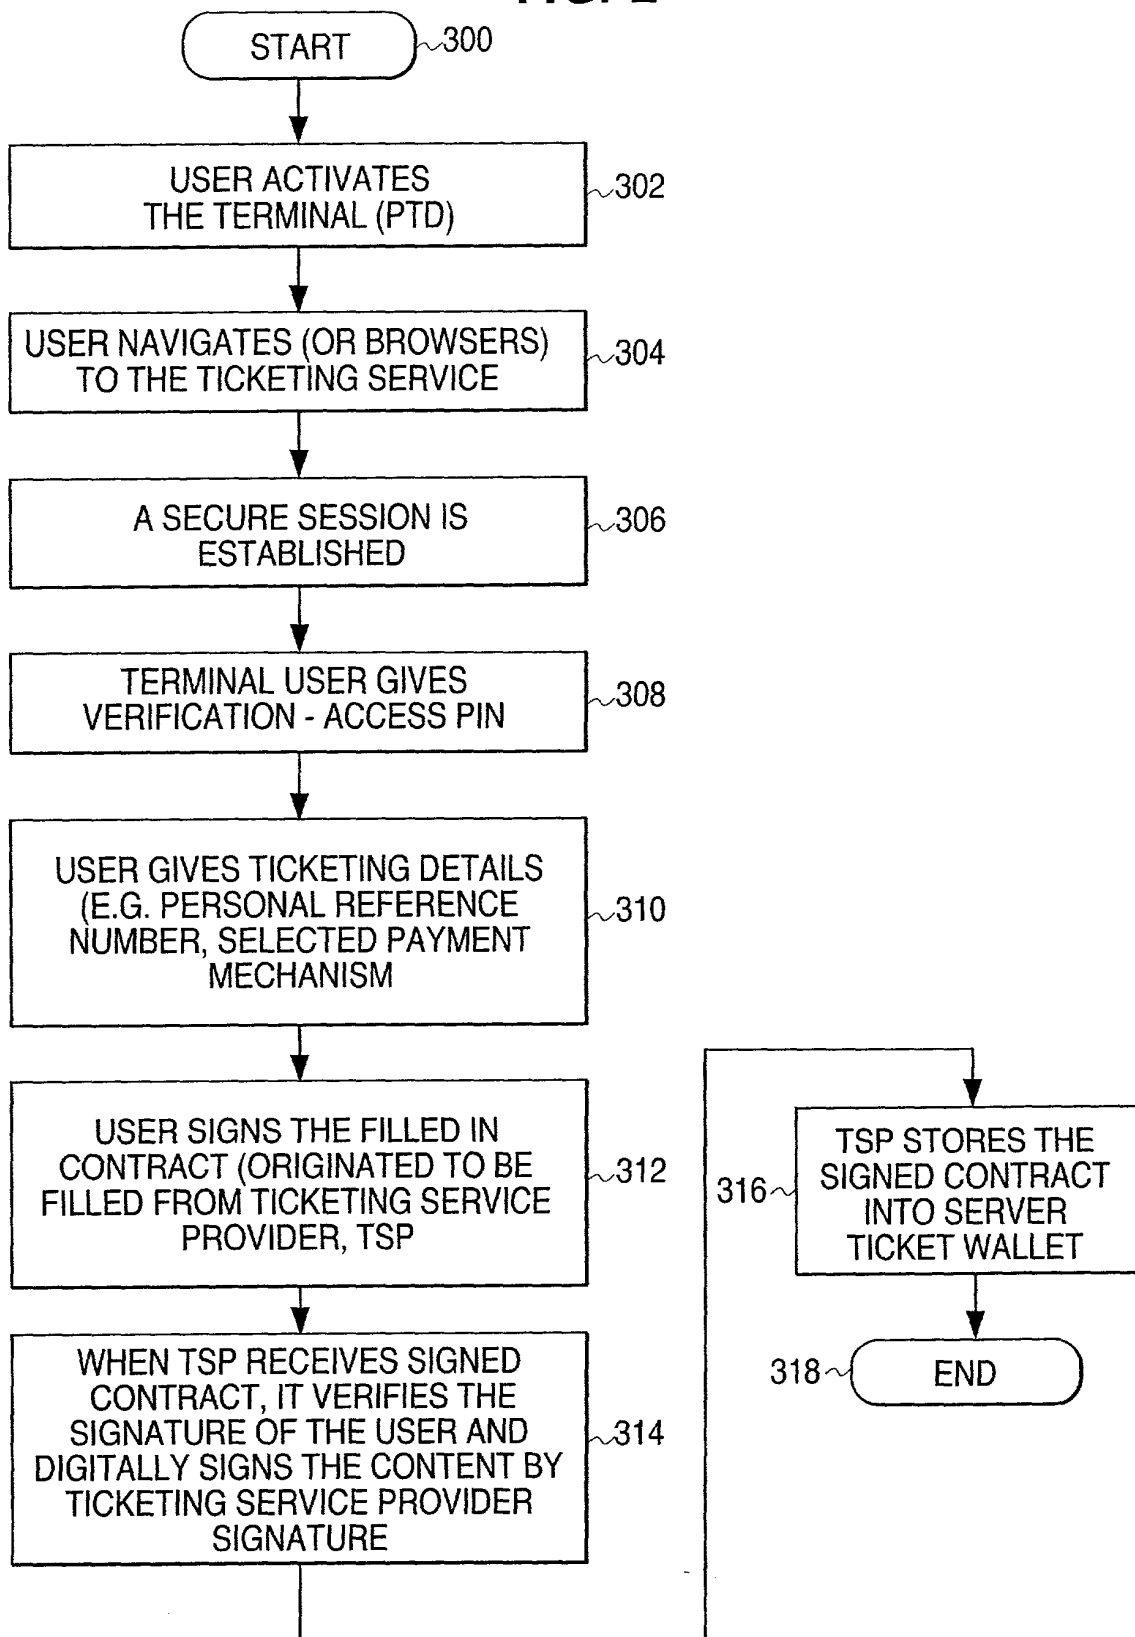 START
300
USER ACTIVATES
THE TERMINAL (PTD)
302
USER NAVIGATES (OR BROWSERS)
TO THE TICKETING SERVICE
304
A SECURE SESSION IS
ESTABLISHED
306
TERMINAL USER GIVES
VERIFICATION - ACCESS PIN
308
USER GIVES TICKETING DETAILS
(E.G. PERSONAL REFERENCE
NUMBER, SELECTED PAYMENT
MECHANISM
310
USER SIGNS THE FILLED IN
CONTRACT (ORIGINATED TO BE
FILLED FROM TICKETING SERVICE
PROVIDER, TSP
312
WHEN TSP RECEIVES SIGNED
CONTRACT, IT VERIFIES THE
SIGNATURE OF THE USER AND
DIGITALLY SIGNS THE CONTENT BY
TICKETING SERVICE PROVIDER
SIGNATURE
314
TSP STORES THE
SIGNED CONTRACT
INTO SERVER
TICKET WALLET
316
END
318